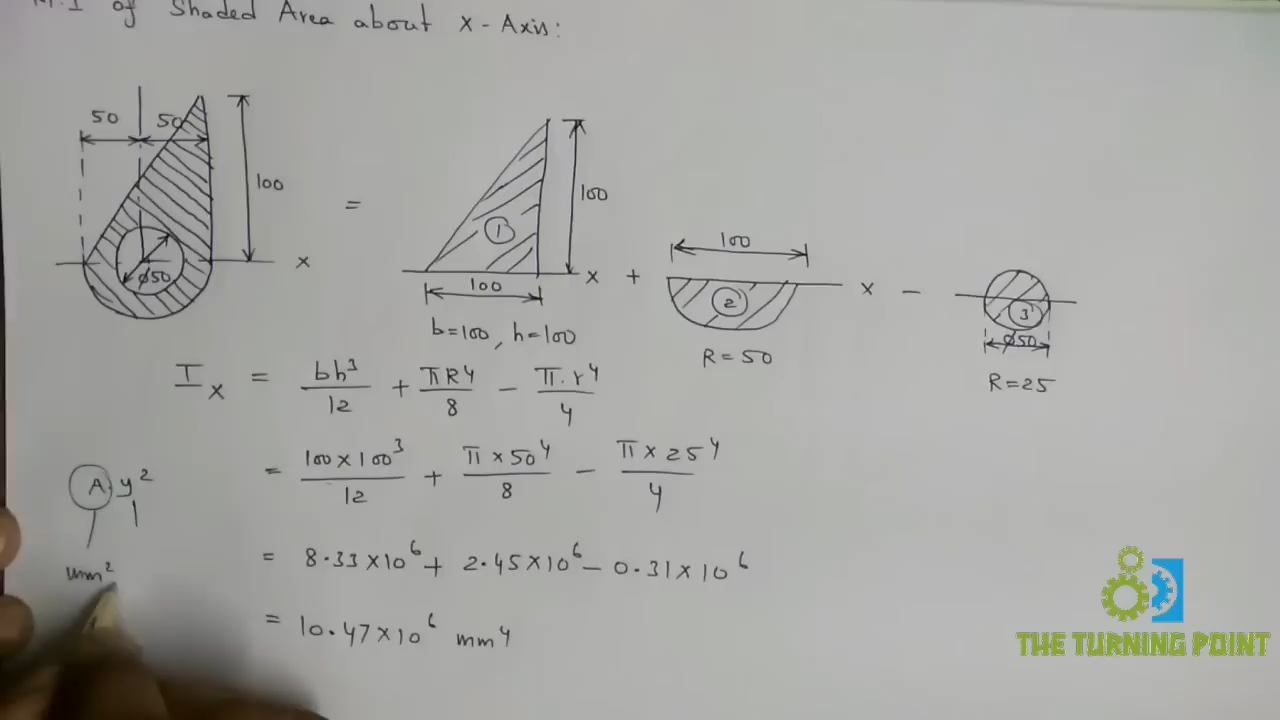 M.I of Shaded Area about X-Axis:
50
50
100
ø50
x
=
1
100
100
x
b=100, h=100
+
100
2
x
R=50
−
3
ø50
R=25
I_x = bh³/12 + πR⁴/8 − π.r⁴/4
= 100×100³/12 + π×50⁴/8 − π×25⁴/4
A.y²
mm²
= 8.33×10⁶ + 2.45×10⁶ − 0.31×10⁶
= 10.47×10⁶ mm⁴
THE TURNING POINT